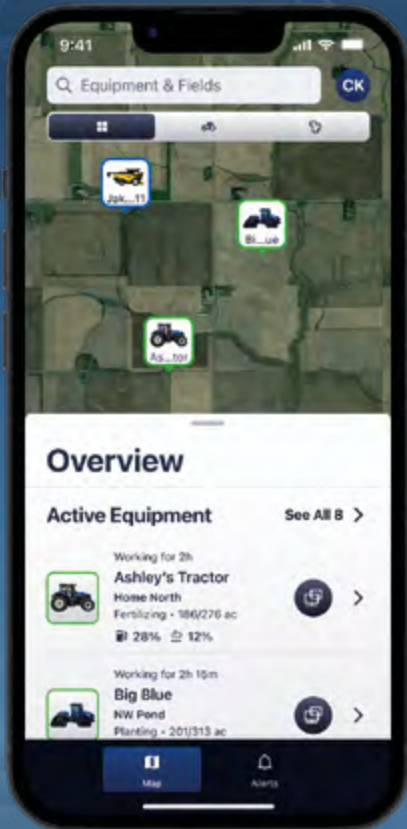 9:41
Equipment & Fields
CK
Jpk...11
Bi...ue
As...tor
Overview
Active Equipment
See All 8
Working for 2h
Ashley's Tractor
Home North
Fertilizing • 186/276 ac
28% 12%
Working for 2h 15m
Big Blue
NW Pond
Planting • 201/313 ac
Map
Alerts